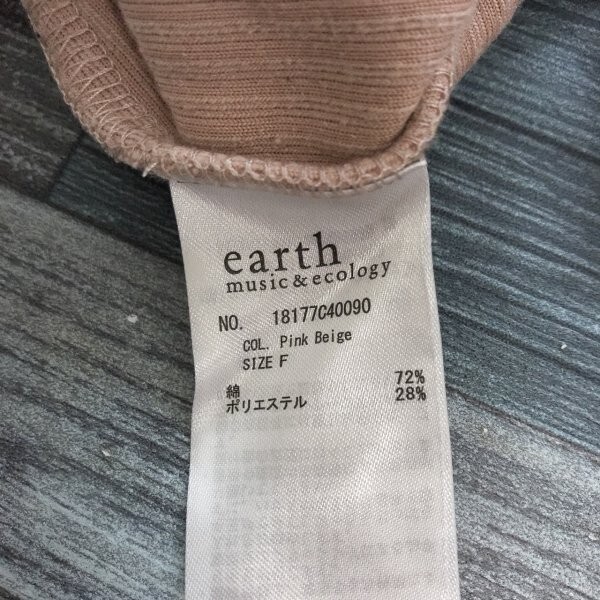 earth
music&ecology
NO. 18177C40090
COL. Pink Beige
SIZE F
綿 72%
ポリエステル 28%